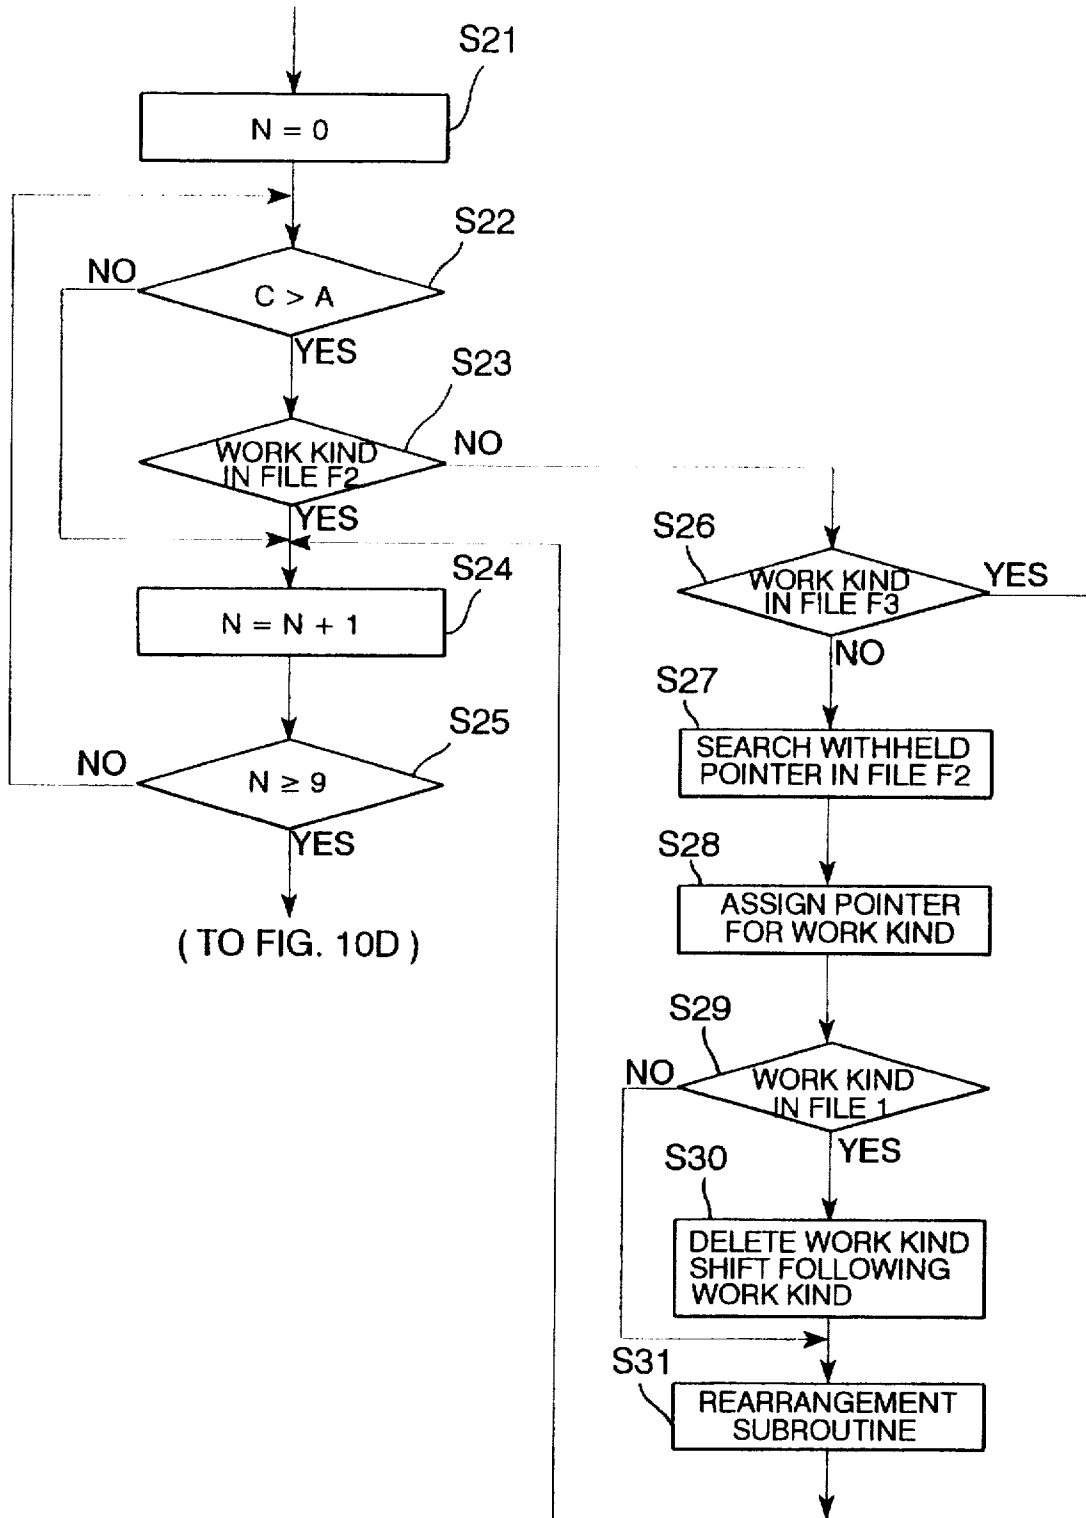 S21
N = 0
S22
NO
C > A
YES
S23
WORK KIND
IN FILE F2
NO
YES
S24
N = N + 1
S25
NO
N ≥ 9
YES
( TO FIG. 10D )
S26
WORK KIND
IN FILE F3
YES
NO
S27
SEARCH WITHHELD
POINTER IN FILE F2
S28
ASSIGN POINTER
FOR WORK KIND
S29
NO
WORK KIND
IN FILE 1
YES
S30
DELETE WORK KIND
SHIFT FOLLOWING
WORK KIND
S31
REARRANGEMENT
SUBROUTINE